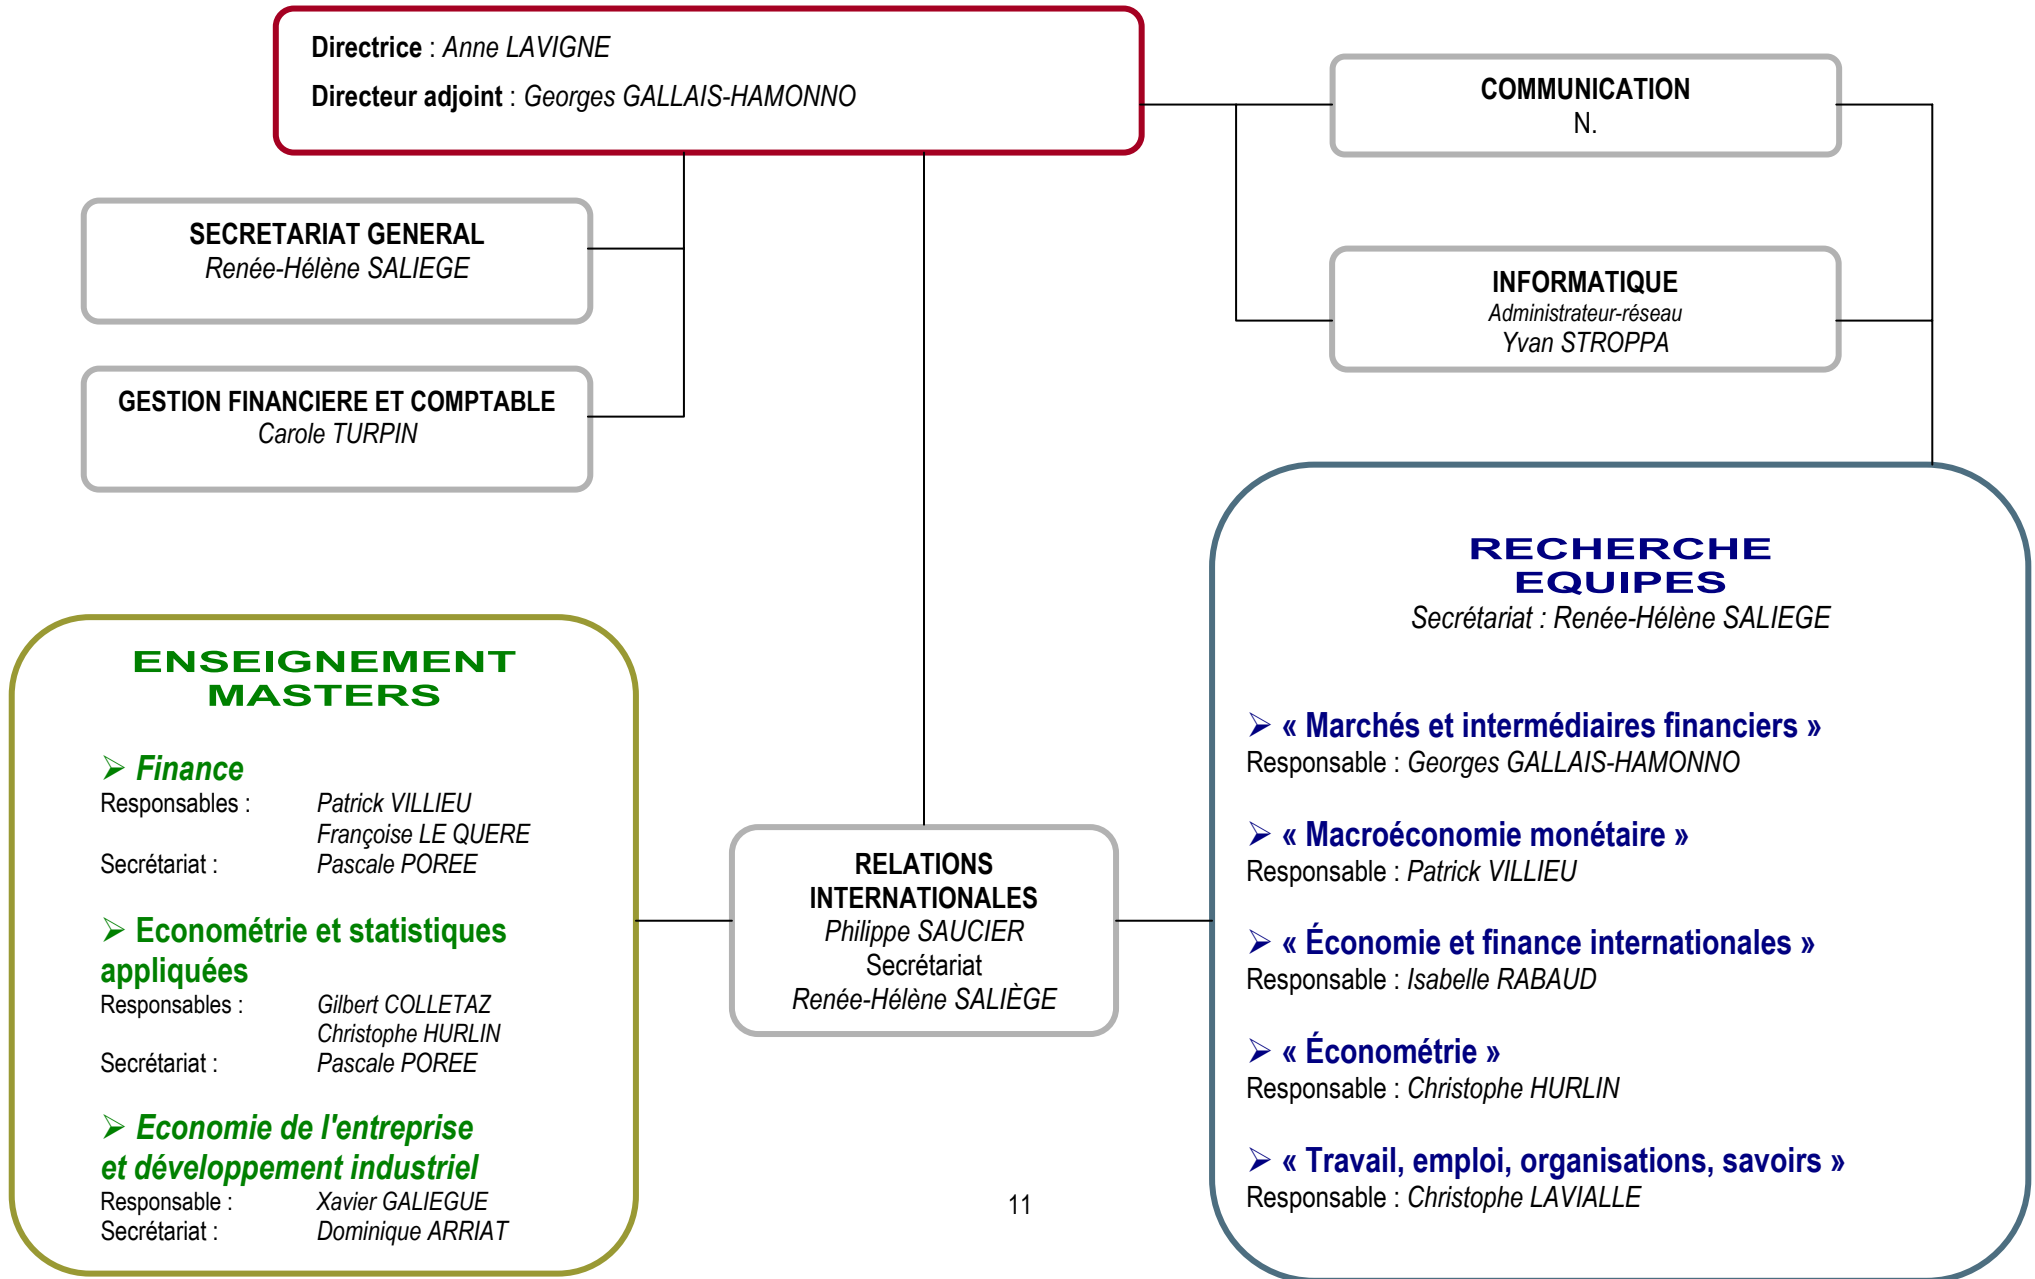 Directrice : Anne LAVIGNE
Directeur adjoint : Georges GALLAIS-HAMONNO
COMMUNICATION
N.
SECRETARIAT GENERAL
Renée-Hélène SALIEGE
INFORMATIQUE
Administrateur-réseau
Yvan STROPPA
GESTION FINANCIERE ET COMPTABLE
Carole TURPIN
ENSEIGNEMENT
MASTERS
➢ Finance
Responsables : Patrick VILLIEU
Françoise LE QUERE
Secrétariat : Pascale POREE
➢ Econométrie et statistiques
appliquées
Responsables : Gilbert COLLETAZ
Christophe HURLIN
Secrétariat : Pascale POREE
➢ Economie de l'entreprise
et développement industriel
Responsable : Xavier GALIEGUE
Secrétariat : Dominique ARRIAT
RELATIONS
INTERNATIONALES
Philippe SAUCIER
Secrétariat
Renée-Hélène SALIÈGE
RECHERCHE
EQUIPES
Secrétariat : Renée-Hélène SALIEGE
➢ « Marchés et intermédiaires financiers »
Responsable : Georges GALLAIS-HAMONNO
➢ « Macroéconomie monétaire »
Responsable : Patrick VILLIEU
➢ « Économie et finance internationales »
Responsable : Isabelle RABAUD
➢ « Économétrie »
Responsable : Christophe HURLIN
➢ « Travail, emploi, organisations, savoirs »
Responsable : Christophe LAVIALLE
11